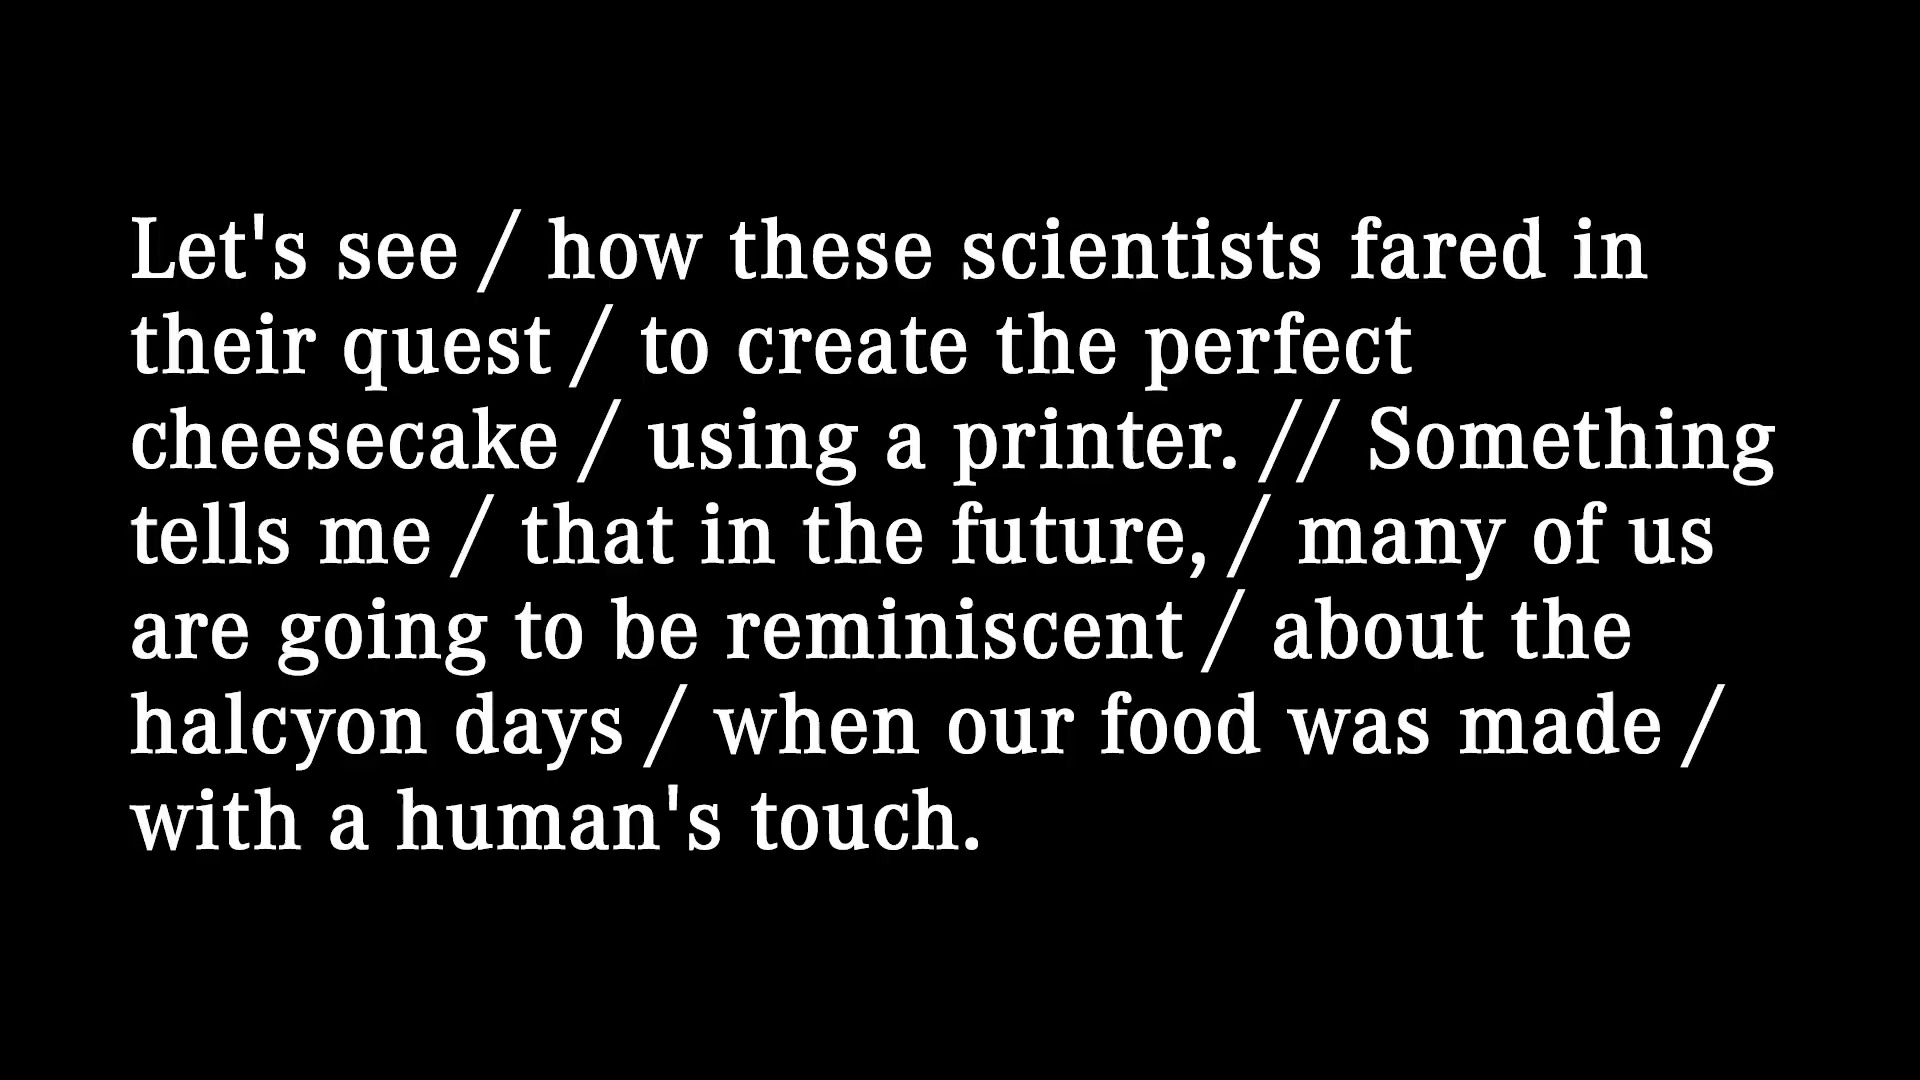 Let's see / how these scientists fared in
their quest / to create the perfect
cheesecake / using a printer. // Something
tells me / that in the future, / many of us
are going to be reminiscent / about the
halcyon days / when our food was made /
with a human's touch.